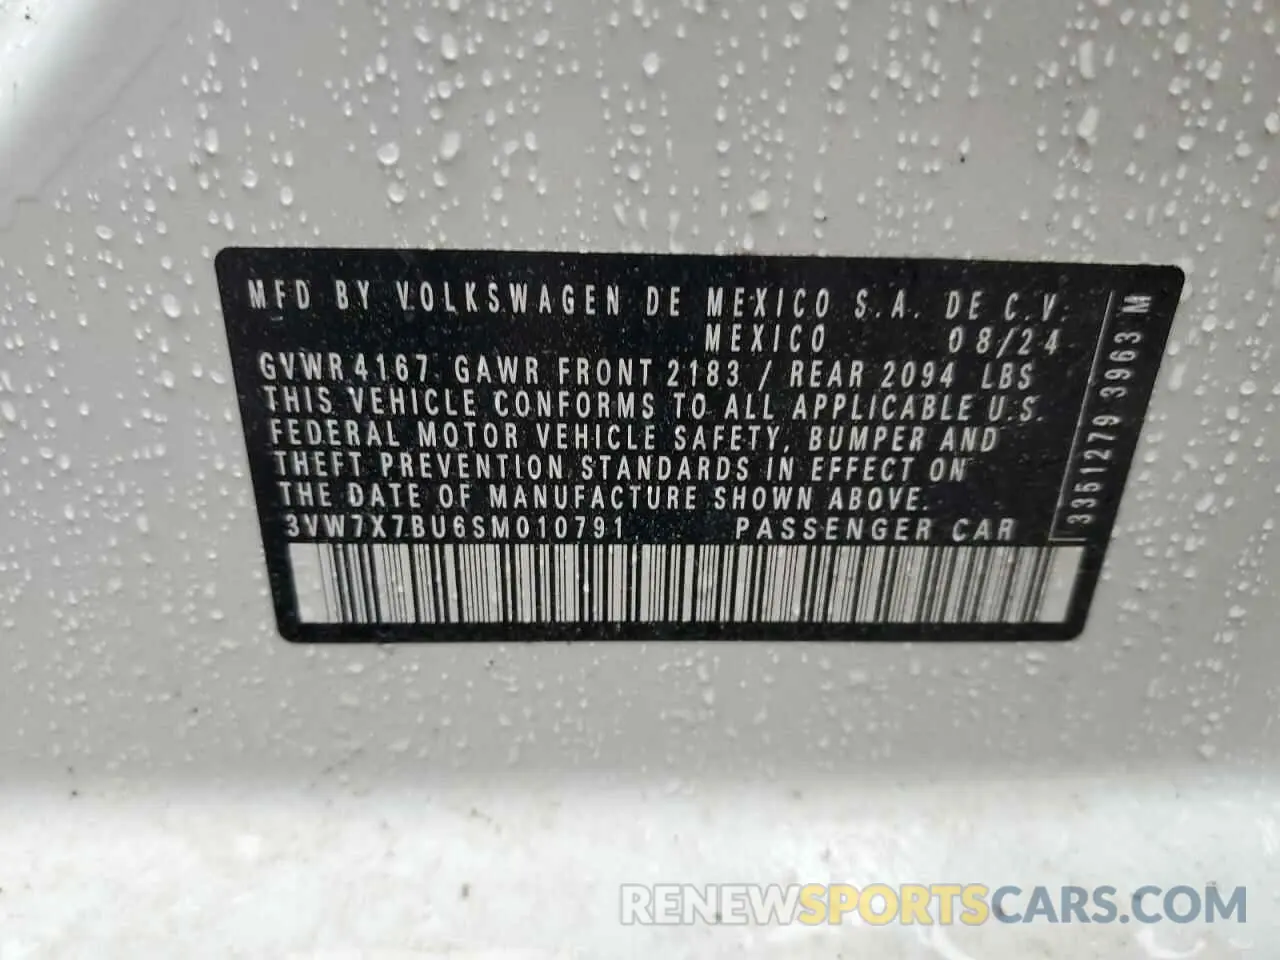 MFD BY VOLKSWAGEN DE MEXICO S.A. DE C.V.
MEXICO 08/24
GVWR 4167 GAWR FRONT 2183 / REAR 2094 LBS
THIS VEHICLE CONFORMS TO ALL APPLICABLE U.S.
FEDERAL MOTOR VEHICLE SAFETY, BUMPER AND
THEFT PREVENTION STANDARDS IN EFFECT ON
THE DATE OF MANUFACTURE SHOWN ABOVE.
3VW7X7BU6SM010791 PASSENGER CAR
3351279 3963 M
RENEWSPORTSCARS.COM